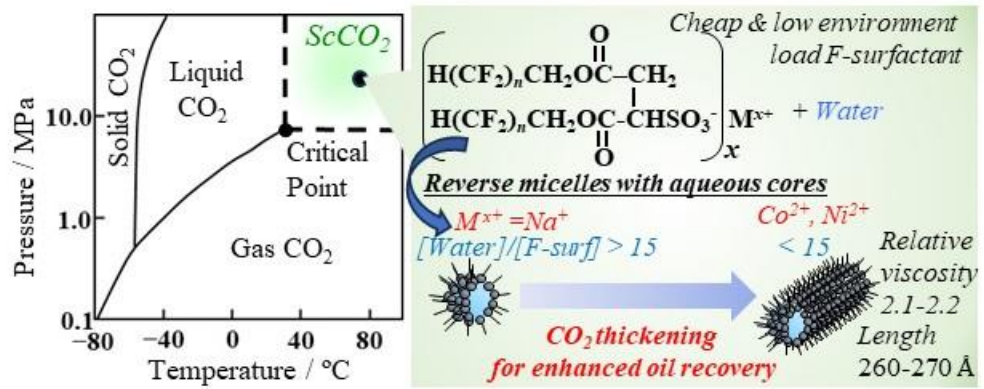 Pressure / MPa
10.0
1.0
0.1
−80
−40
0
40
80
Temperature / ºC
Solid CO2
Liquid
CO2
ScCO2
Critical
Point
Gas CO2
Cheap & low environment
load F-surfactant
O
H(CF2)nCH2OC–CH2
H(CF2)nCH2OC-CHSO3-
O
x
Mx+
+ Water
Reverse micelles with aqueous cores
Mx+ =Na+
[Water]/[F-surf] > 15
Co2+, Ni2+
< 15
Relative
viscosity
2.1-2.2
Length
260-270 Å
CO2 thickening
for enhanced oil recovery